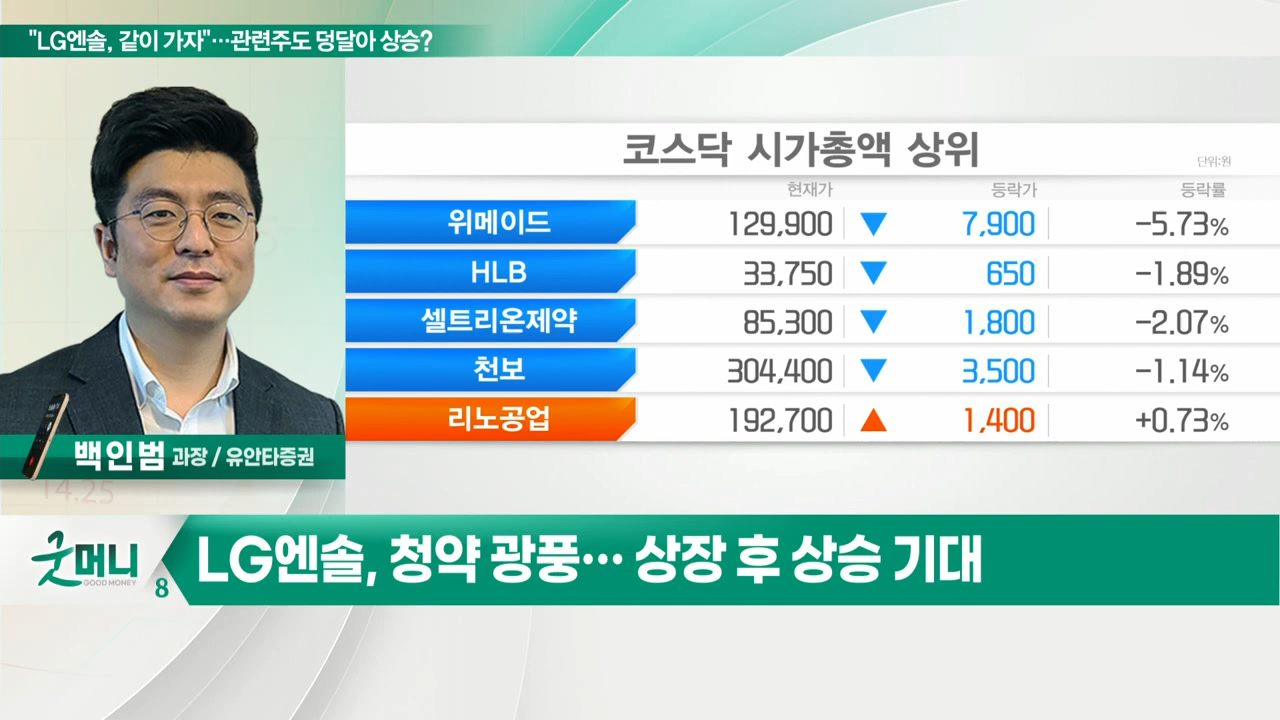 "LG엔솔, 같이 가자"…관련주도 덩달아 상승?
코스닥 시가총액 상위
단위:원
현재가 등락가 등락률
위메이드 129,900 ▼ 7,900 -5.73%
HLB 33,750 ▼ 650 -1.89%
셀트리온제약 85,300 ▼ 1,800 -2.07%
천보 304,400 ▼ 3,500 -1.14%
리노공업 192,700 ▲ 1,400 +0.73%
백인범 과장 / 유안타증권
14.25
굿머니
GOOD MONEY
8
LG엔솔, 청약 광풍… 상장 후 상승 기대